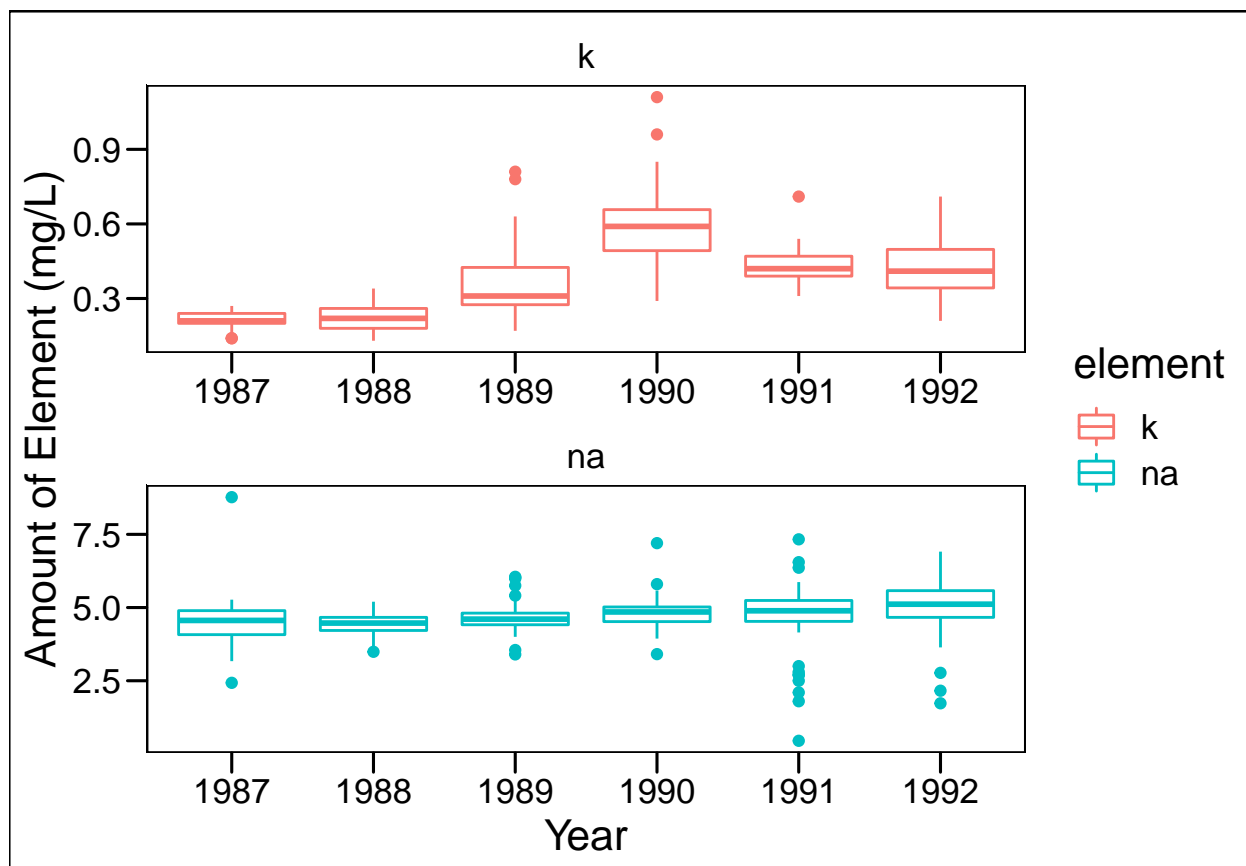 k
0.9
0.6
0.3
1987 1988 1989 1990 1991 1992
na
7.5
5.0
2.5
1987 1988 1989 1990 1991 1992
Year
Amount of Element (mg/L)
element
k
na